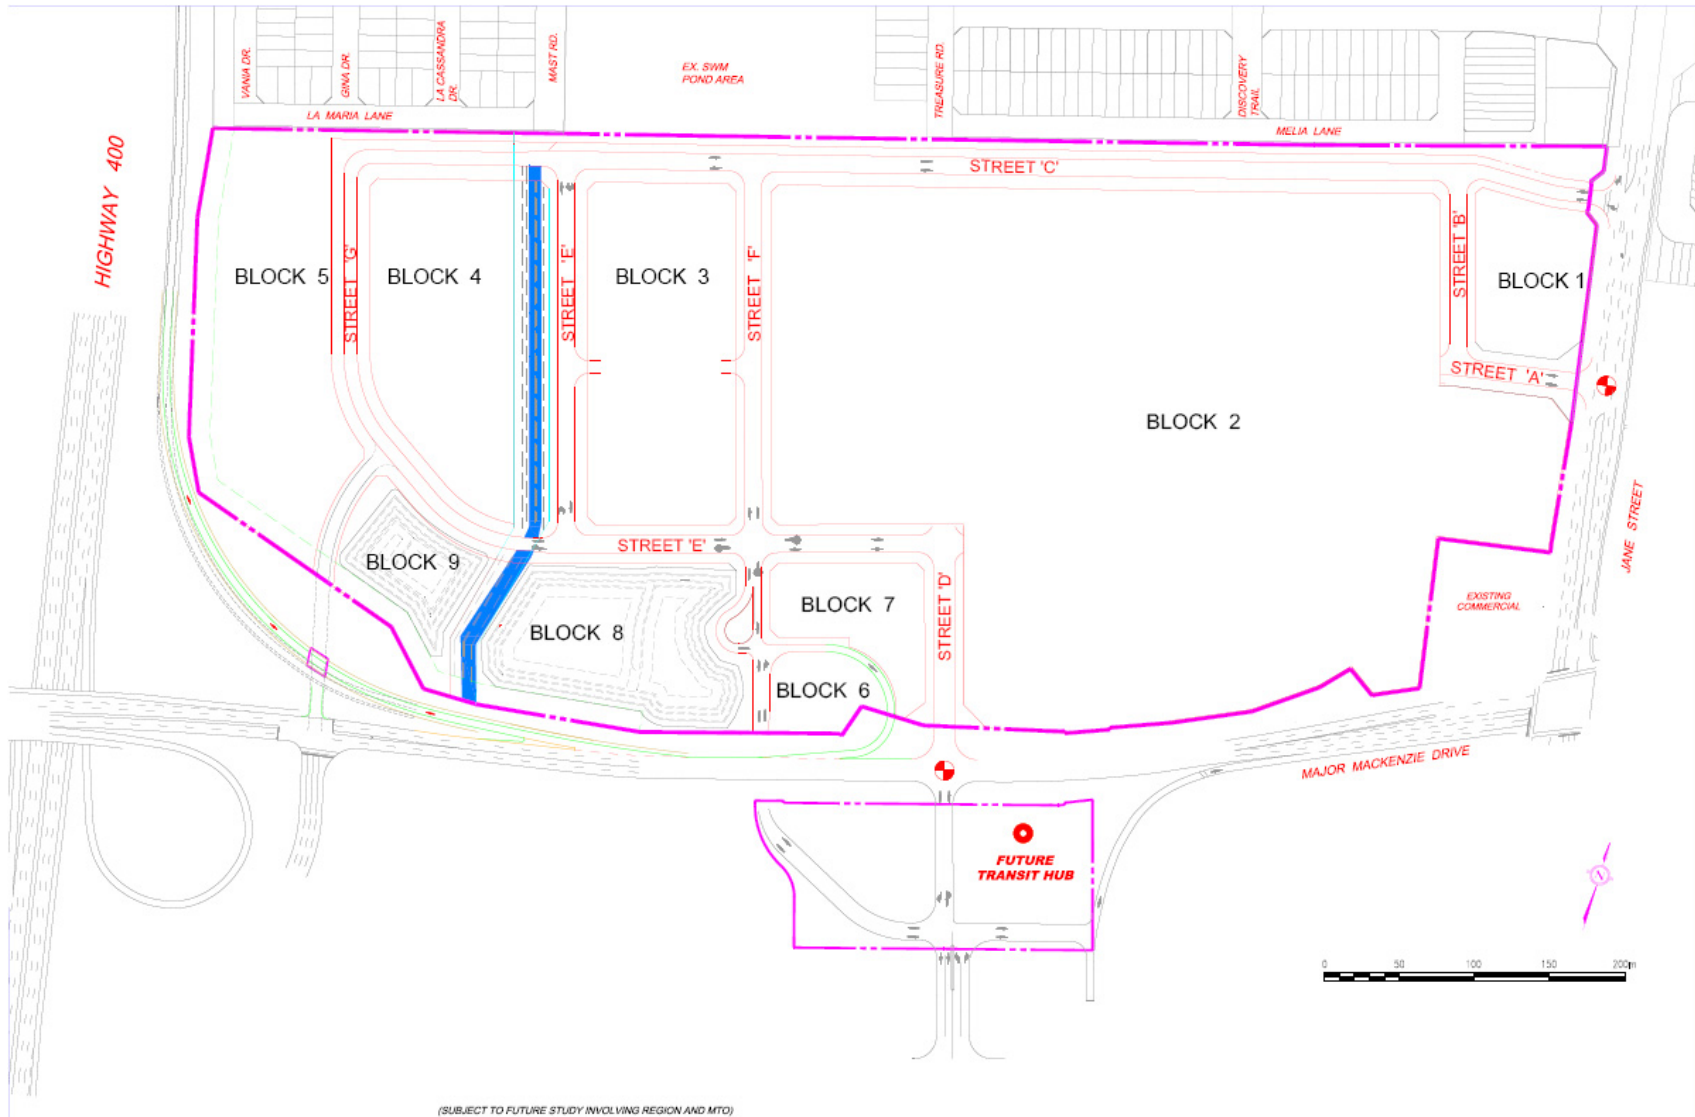 VANIA DR.
GINA DR.
LA CASSANDRA
DR.
MAST RD.
EX. SWM
POND AREA
TREASURE RD.
DISCOVERY
TRAIL
LA MARIA LANE
MELIA LANE
HIGHWAY 400
STREET 'C'
BLOCK 5
STREET 'G'
BLOCK 4
STREET 'E'
BLOCK 3
STREET 'F'
STREET 'B'
BLOCK 1
STREET 'A'
BLOCK 2
JANE STREET
STREET 'E'
BLOCK 9
BLOCK 8
BLOCK 7
STREET 'D'
EXISTING
COMMERCIAL
BLOCK 6
MAJOR MACKENZIE DRIVE
FUTURE
TRANSIT HUB
0 50 100 150 200m
(SUBJECT TO FUTURE STUDY INVOLVING REGION AND MTO)